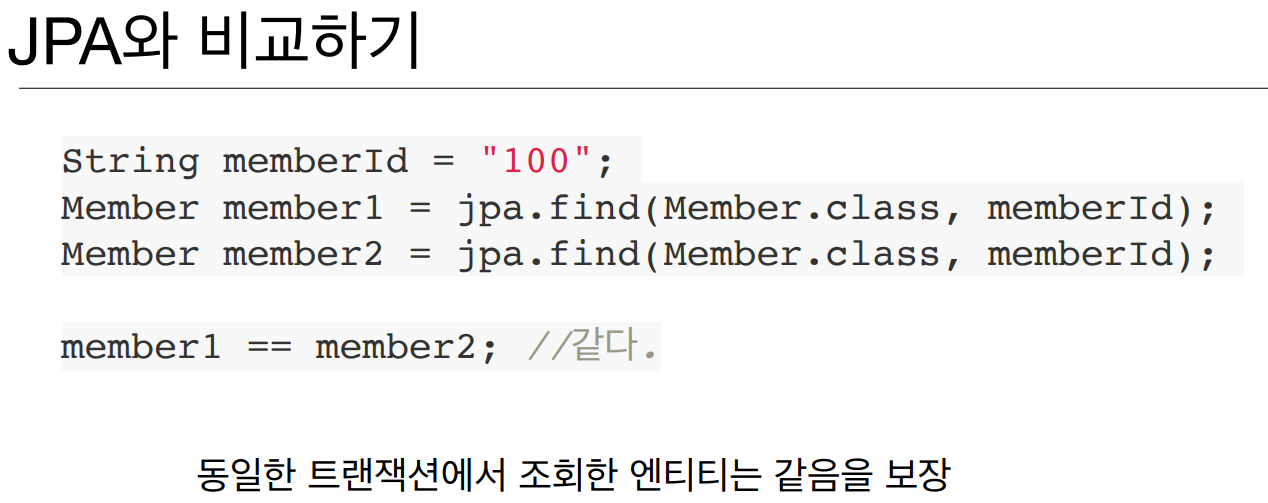 JPA와 비교하기
String memberId = "100";
Member member1 = jpa.find(Member.class, memberId);
Member member2 = jpa.find(Member.class, memberId);
member1 == member2; //같다.
동일한 트랜잭션에서 조회한 엔티티는 같음을 보장